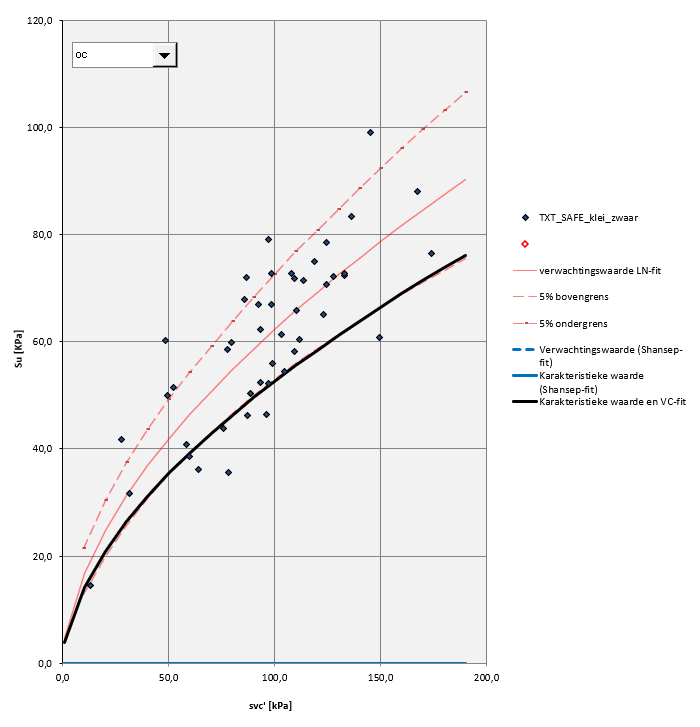 120,0
oc
100,0
80,0
60,0
40,0
20,0
0,0
0,0 50,0 100,0 150,0 200,0
Su [KPa]
svc' [kPa]
TXT_SAFE_klei_zwaar
verwachtingswaarde LN-fit
5% bovengrens
5% ondergrens
Verwachtingswaarde (Shansep-
fit)
Karakteristieke waarde
(Shansep-fit)
Karakteristieke waarde en VC-fit